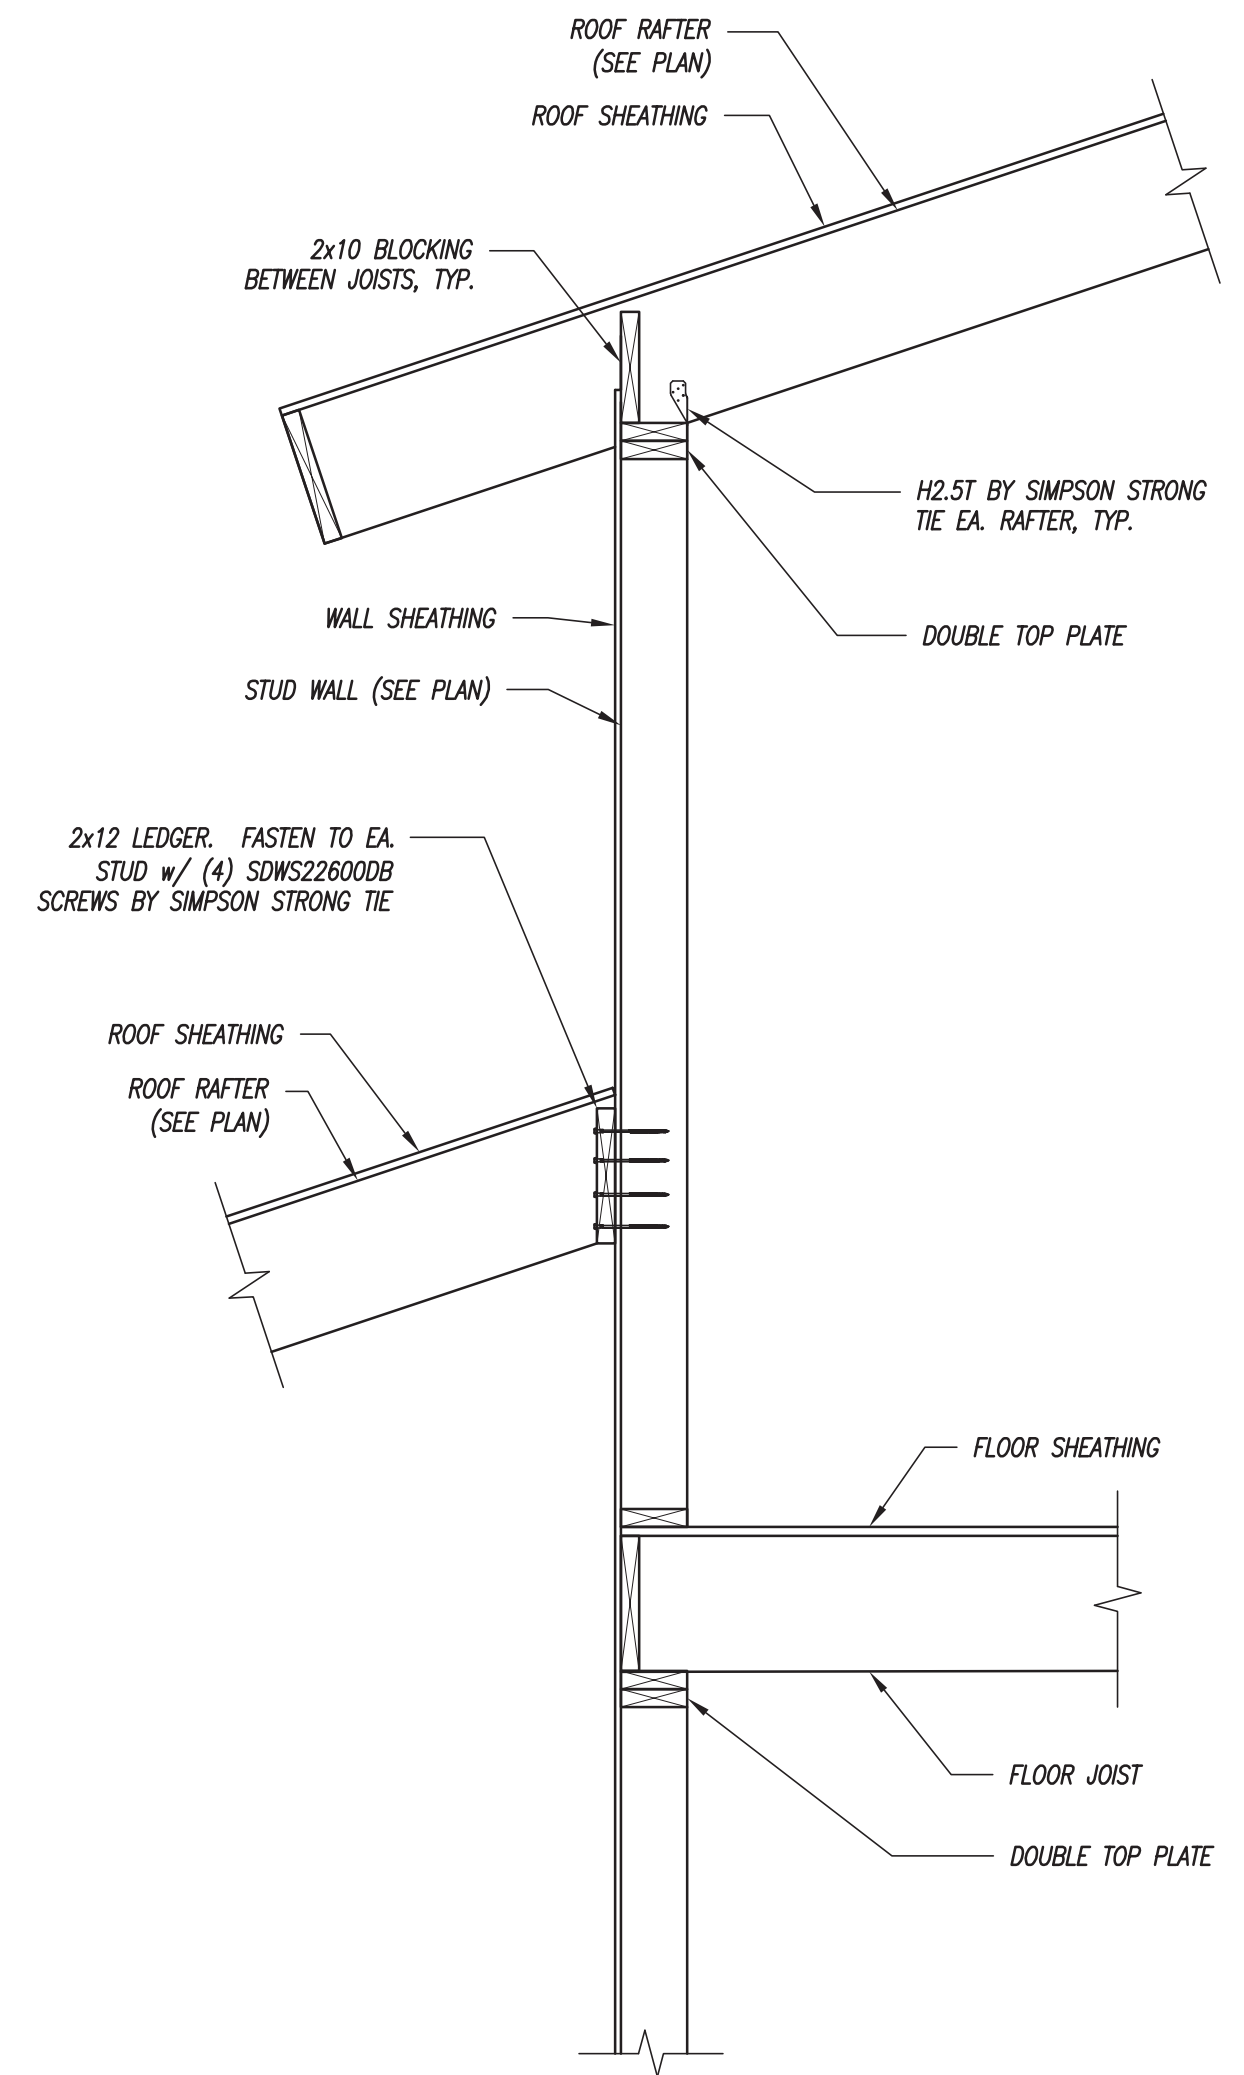 ROOF RAFTER
(SEE PLAN)
ROOF SHEATHING
2x10 BLOCKING
BETWEEN JOISTS, TYP.
H2.5T BY SIMPSON STRONG
TIE EA. RAFTER, TYP.
WALL SHEATHING
DOUBLE TOP PLATE
STUD WALL (SEE PLAN)
2x12 LEDGER. FASTEN TO EA.
STUD w/ (4) SDWS22600DB
SCREWS BY SIMPSON STRONG TIE
ROOF SHEATHING
ROOF RAFTER
(SEE PLAN)
FLOOR SHEATHING
FLOOR JOIST
DOUBLE TOP PLATE